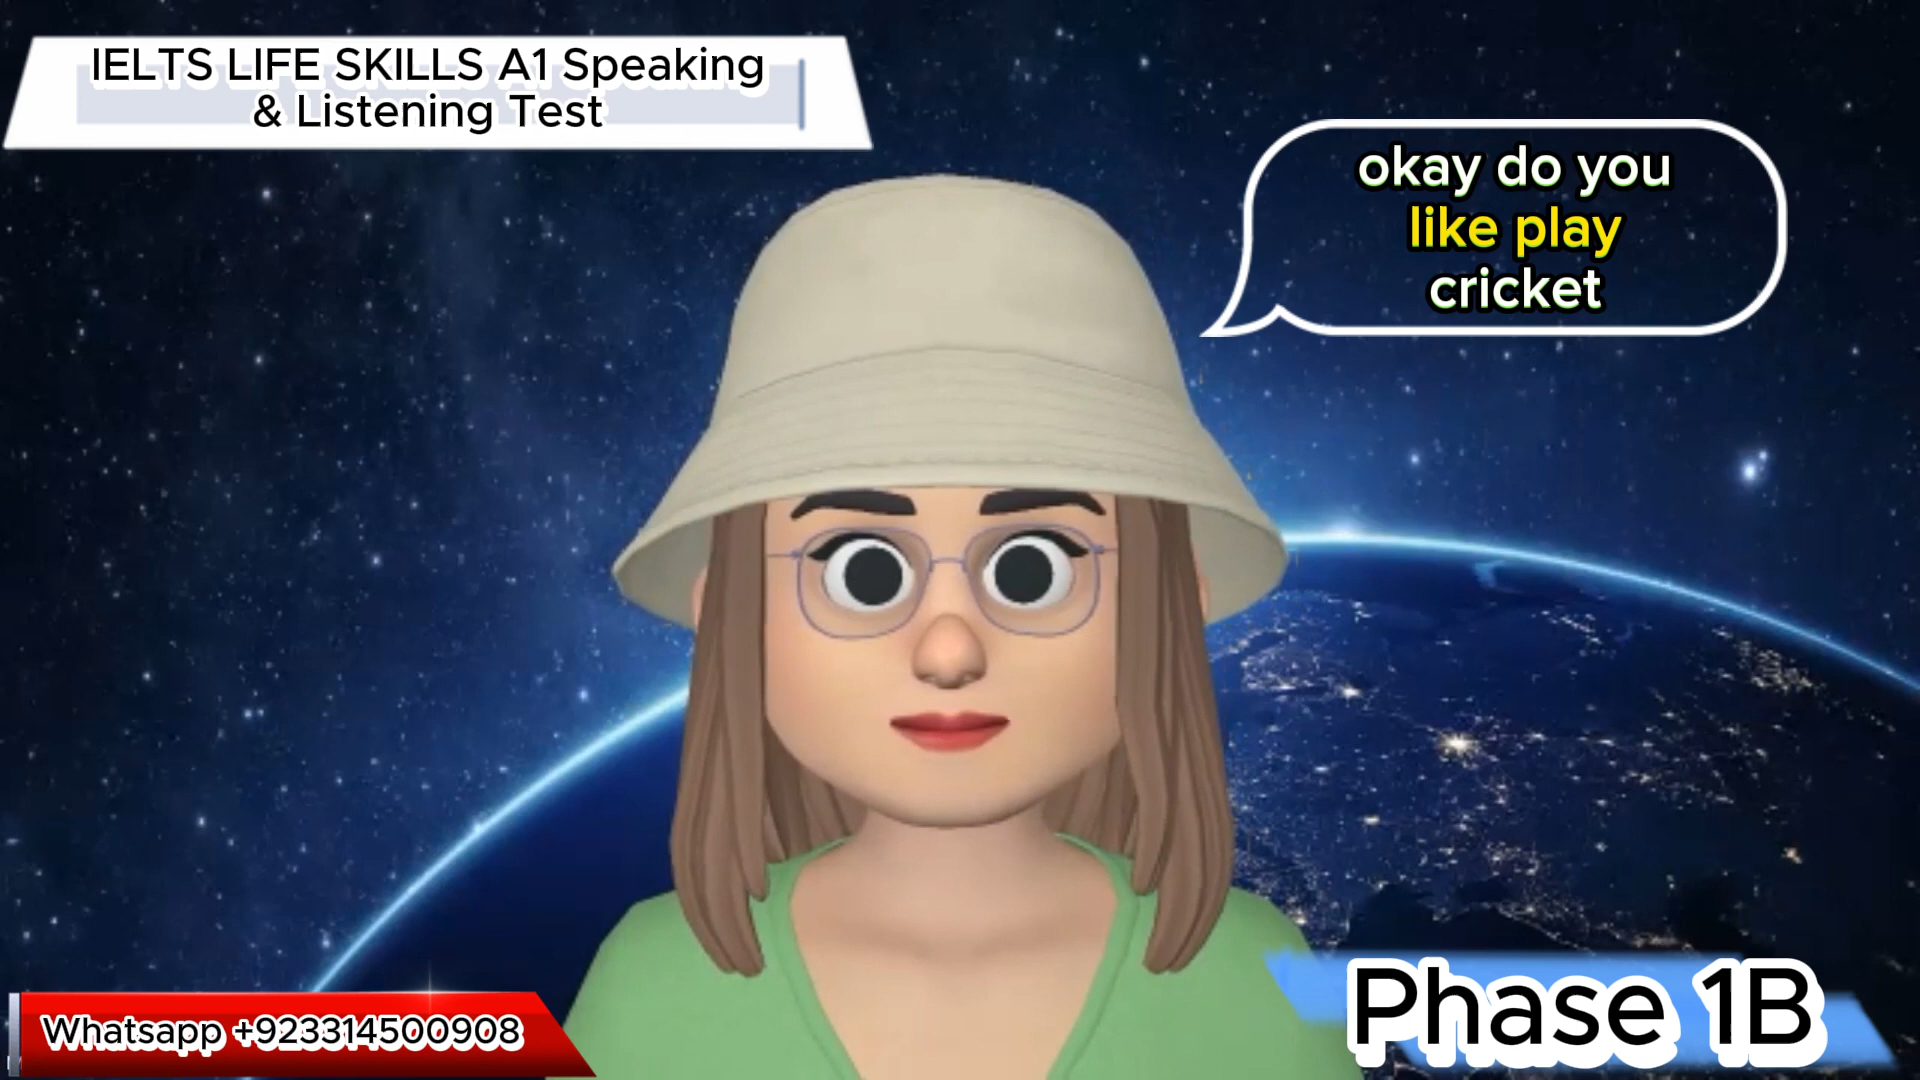 IELTS LIFE SKILLS A1 Speaking
& Listening Test
okay do you
like play
cricket
Whatsapp +923314500908
Phase 1B